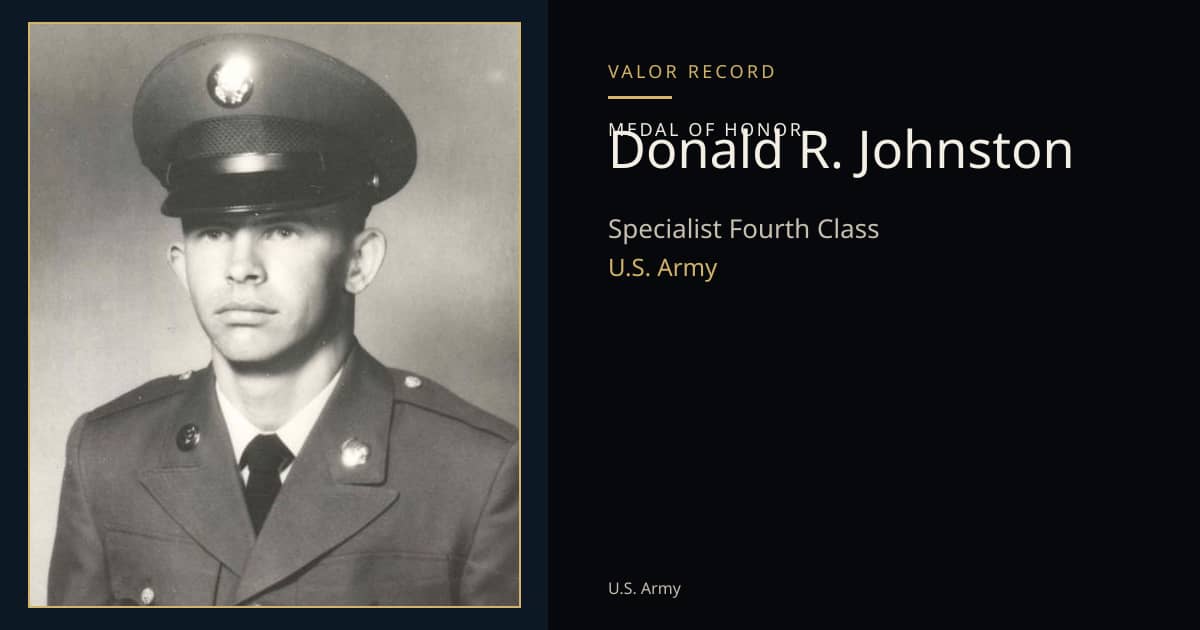 VALOR RECORD
MEDAL OF HONOR
Donald R. Johnston
Specialist Fourth Class
U.S. Army
U.S. Army